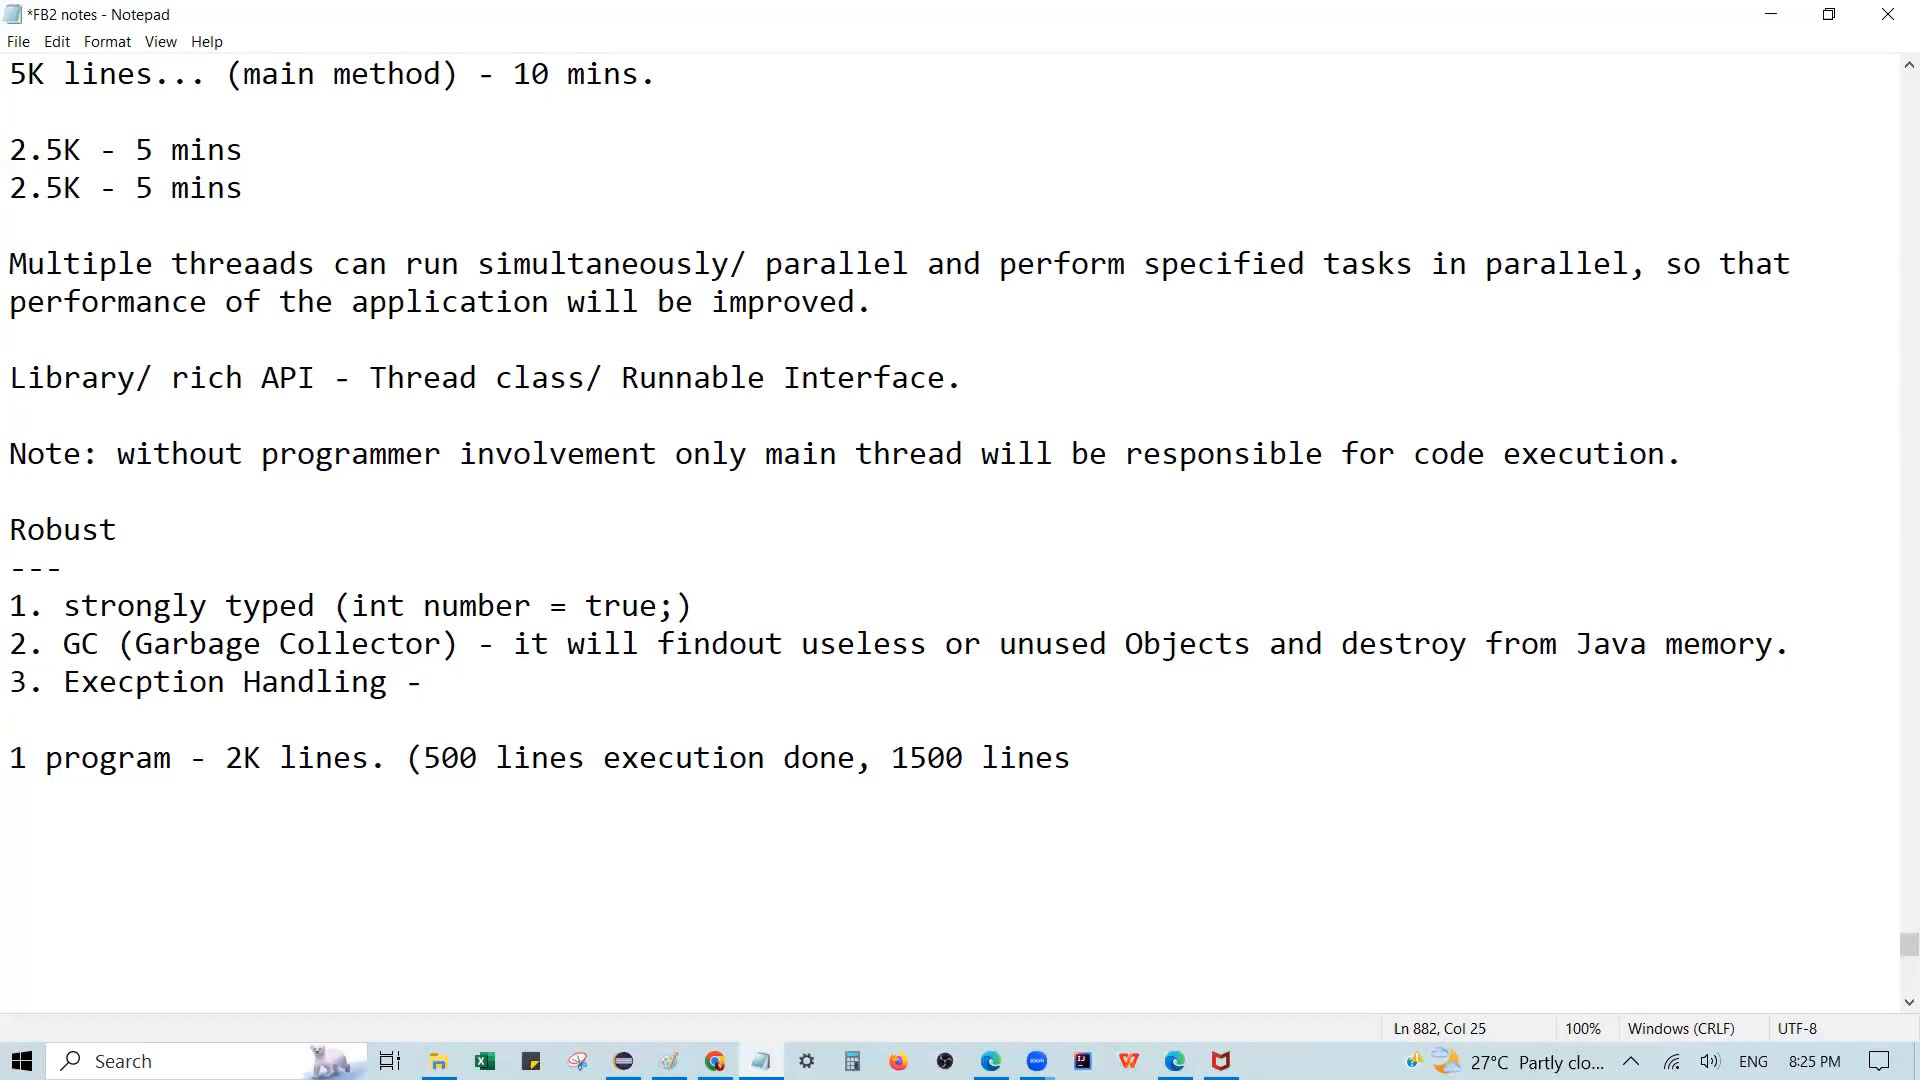 *FB2 notes - Notepad
File Edit Format View Help
5K lines... (main method) - 10 mins.
2.5K - 5 mins
2.5K - 5 mins
Multiple threaads can run simultaneously/ parallel and perform specified tasks in parallel, so that
performance of the application will be improved.
Library/ rich API - Thread class/ Runnable Interface.
Note: without programmer involvement only main thread will be responsible for code execution.
Robust
---
1. strongly typed (int number = true;)
2. GC (Garbage Collector) - it will findout useless or unused Objects and destroy from Java memory.
3. Execption Handling -
1 program - 2K lines. (500 lines execution done, 1500 lines
Ln 882, Col 25 100% Windows (CRLF) UTF-8
Search 27°C Partly clo... ENG 8:25 PM